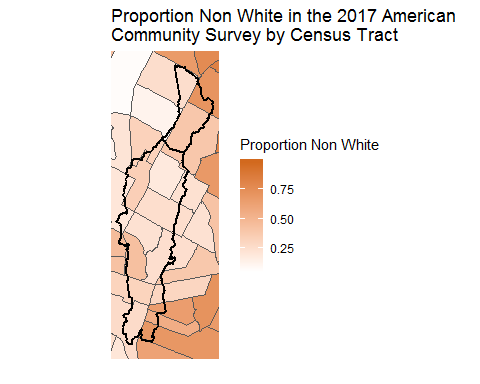 Proportion Non White in the 2017 American
Community Survey by Census Tract
Proportion Non White
0.75
0.50
0.25